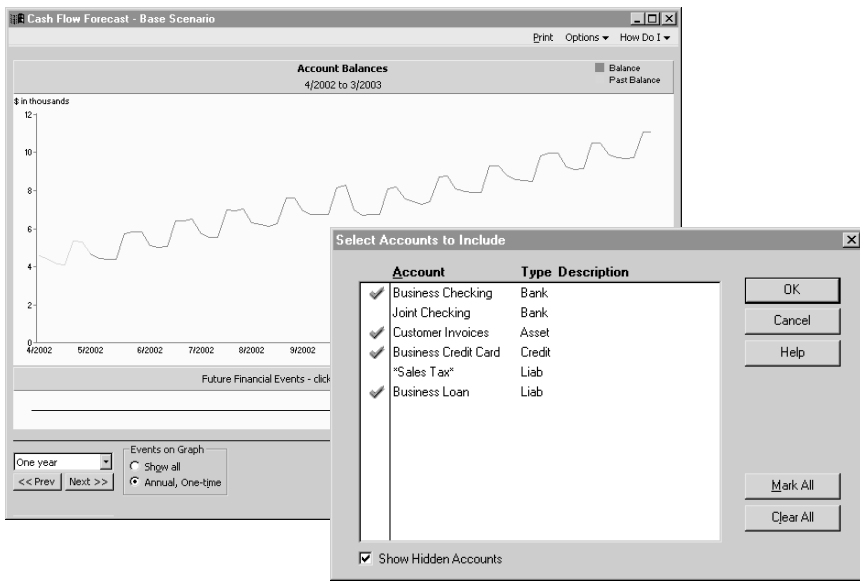 Cash Flow Forecast - Base Scenario
Print Options How Do I
Account Balances
4/2002 to 3/2003
Balance
Past Balance
$ in thousands
12
10
8
6
4
2
0
4/2002 5/2002 6/2002 7/2002 8/2002 9/2002
Future Financial Events - click
One year
<< Prev Next >>
Events on Graph
Show all
Annual, One-time
Select Accounts to Include
Account Type Description
Business Checking Bank
Joint Checking Bank
Customer Invoices Asset
Business Credit Card Credit
*Sales Tax* Liab
Business Loan Liab
OK
Cancel
Help
Mark All
Clear All
Show Hidden Accounts